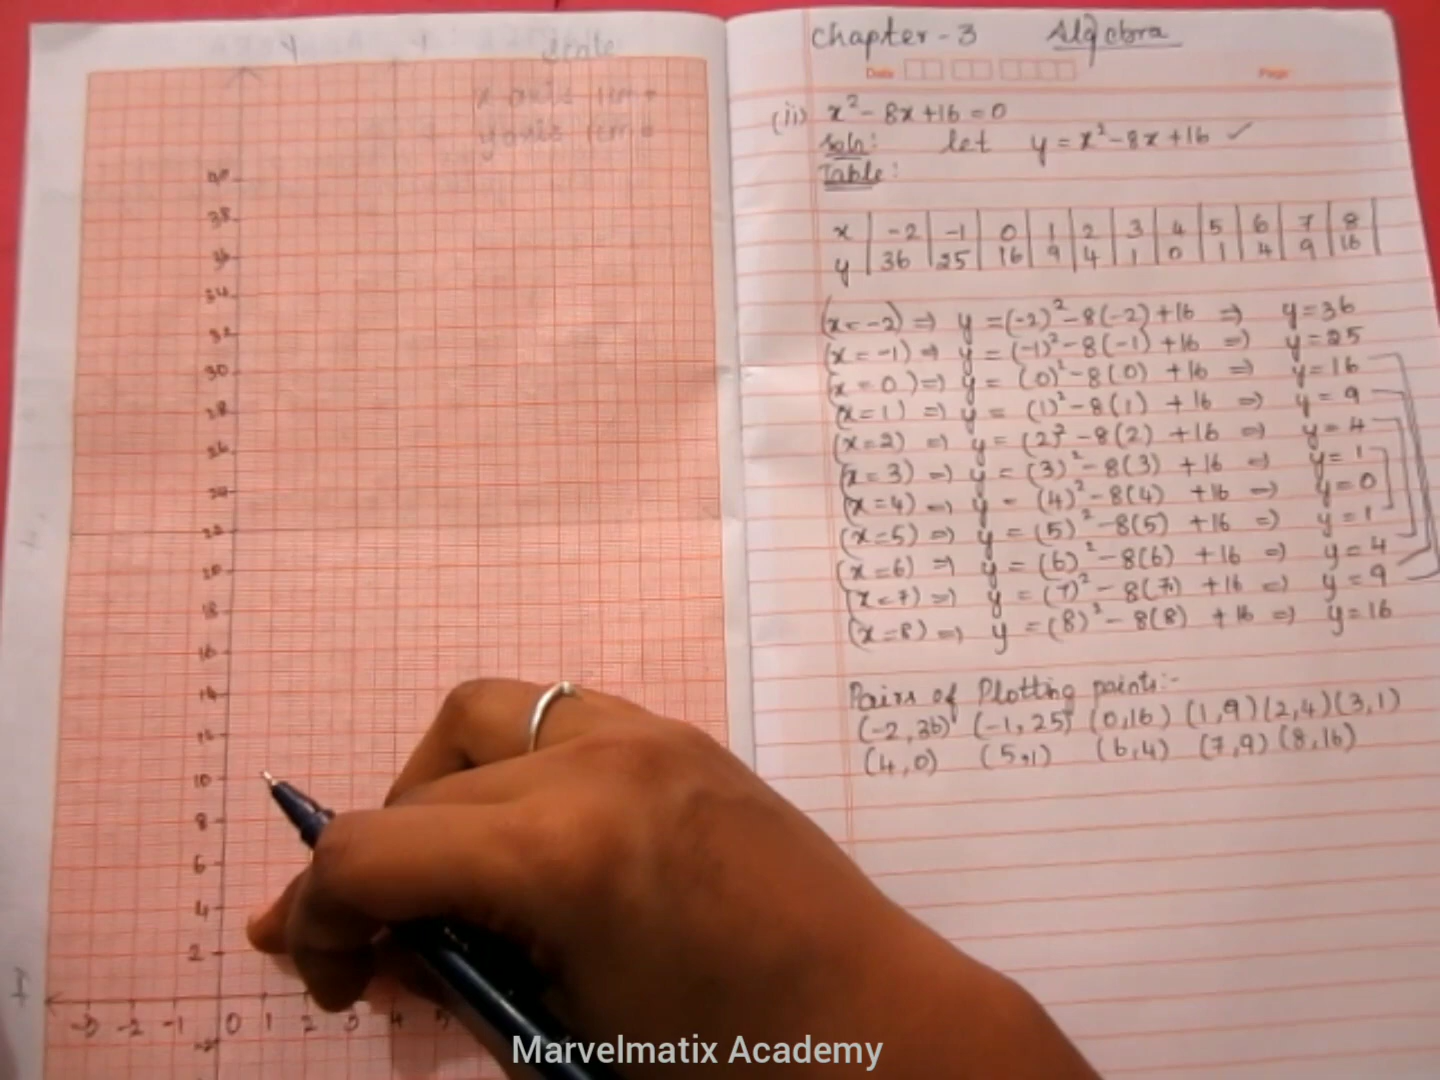 Chapter - 3 Algebra
Date Page
(ii) x² - 8x + 16 = 0
Soln: let y = x² - 8x + 16 ✓
Table:
x | -2 | -1 | 0 | 1 | 2 | 3 | 4 | 5 | 6 | 7 | 8
y | 36 | 25 | 16 | 9 | 4 | 1 | 0 | 1 | 4 | 9 | 16
(x = -2) ⇒ y = (-2)² - 8(-2) + 16 ⇒ y = 36
(x = -1) ⇒ y = (-1)² - 8(-1) + 16 ⇒ y = 25
(x = 0) ⇒ y = (0)² - 8(0) + 16 ⇒ y = 16
(x = 1) ⇒ y = (1)² - 8(1) + 16 ⇒ y = 9
(x = 2) ⇒ y = (2)² - 8(2) + 16 ⇒ y = 4
(x = 3) ⇒ y = (3)² - 8(3) + 16 ⇒ y = 1
(x = 4) ⇒ y = (4)² - 8(4) + 16 ⇒ y = 0
(x = 5) ⇒ y = (5)² - 8(5) + 16 ⇒ y = 1
(x = 6) ⇒ y = (6)² - 8(6) + 16 ⇒ y = 4
(x = 7) ⇒ y = (7)² - 8(7) + 16 ⇒ y = 9
(x = 8) ⇒ y = (8)² - 8(8) + 16 ⇒ y = 16
Pairs of Plotting points:-
(-2, 36) (-1, 25) (0, 16) (1, 9) (2, 4) (3, 1)
(4, 0) (5, 1) (6, 4) (7, 9) (8, 16)
38
36
34
32
30
28
26
22
20
18
16
14
12
10
8
6
4
2
-3 -2 -1 0 1 2 3 4 5
-2
Marvelmatix Academy